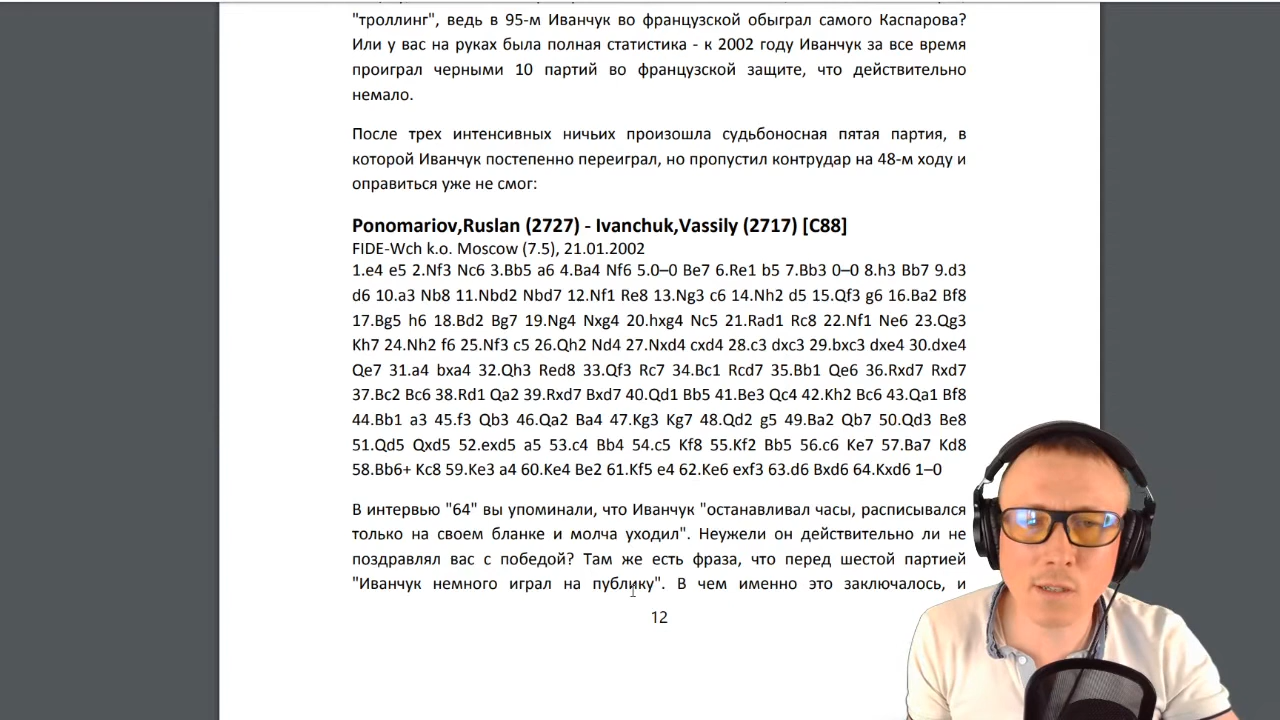 "троллинг", ведь в 95-м Иванчук во французской обыграл самого Каспарова?
Или у вас на руках была полная статистика - к 2002 году Иванчук за все время
проиграл черными 10 партий во французской защите, что действительно
немало.
После трех интенсивных ничьих произошла судьбоносная пятая партия, в
которой Иванчук постепенно переиграл, но пропустил контрудар на 48-м ходу и
оправиться уже не смог:
Ponomariov,Ruslan (2727) - Ivanchuk,Vassily (2717) [C88]
FIDE-Wch k.o. Moscow (7.5), 21.01.2002
1.e4 e5 2.Nf3 Nc6 3.Bb5 a6 4.Ba4 Nf6 5.0–0 Be7 6.Re1 b5 7.Bb3 0–0 8.h3 Bb7 9.d3
d6 10.a3 Nb8 11.Nbd2 Nbd7 12.Nf1 Re8 13.Ng3 c6 14.Nh2 d5 15.Qf3 g6 16.Ba2 Bf8
17.Bg5 h6 18.Bd2 Bg7 19.Ng4 Nxg4 20.hxg4 Nc5 21.Rad1 Rc8 22.Nf1 Ne6 23.Qg3
Kh7 24.Nh2 f6 25.Nf3 c5 26.Qh2 Nd4 27.Nxd4 cxd4 28.c3 dxc3 29.bxc3 dxe4 30.dxe4
Qe7 31.a4 bxa4 32.Qh3 Red8 33.Qf3 Rc7 34.Bc1 Rcd7 35.Bb1 Qe6 36.Rxd7 Rxd7
37.Bc2 Bc6 38.Rd1 Qa2 39.Rxd7 Bxd7 40.Qd1 Bb5 41.Be3 Qc4 42.Kh2 Bc6 43.Qa1 Bf8
44.Bb1 a3 45.f3 Qb3 46.Qa2 Ba4 47.Kg3 Kg7 48.Qd2 g5 49.Ba2 Qb7 50.Qd3 Be8
51.Qd5 Qxd5 52.exd5 a5 53.c4 Bb4 54.c5 Kf8 55.Kf2 Bb5 56.c6 Ke7 57.Ba7 Kd8
58.Bb6+ Kc8 59.Ke3 a4 60.Ke4 Be2 61.Kf5 e4 62.Ke6 exf3 63.d6 Bxd6 64.Kxd6 1–0
В интервью "64" вы упоминали, что Иванчук "останавливал часы, расписывался
только на своем бланке и молча уходил". Неужели он действительно ли не
поздравлял вас с победой? Там же есть фраза, что перед шестой партией
"Иванчук немного играл на публику". В чем именно это заключалось, и
12